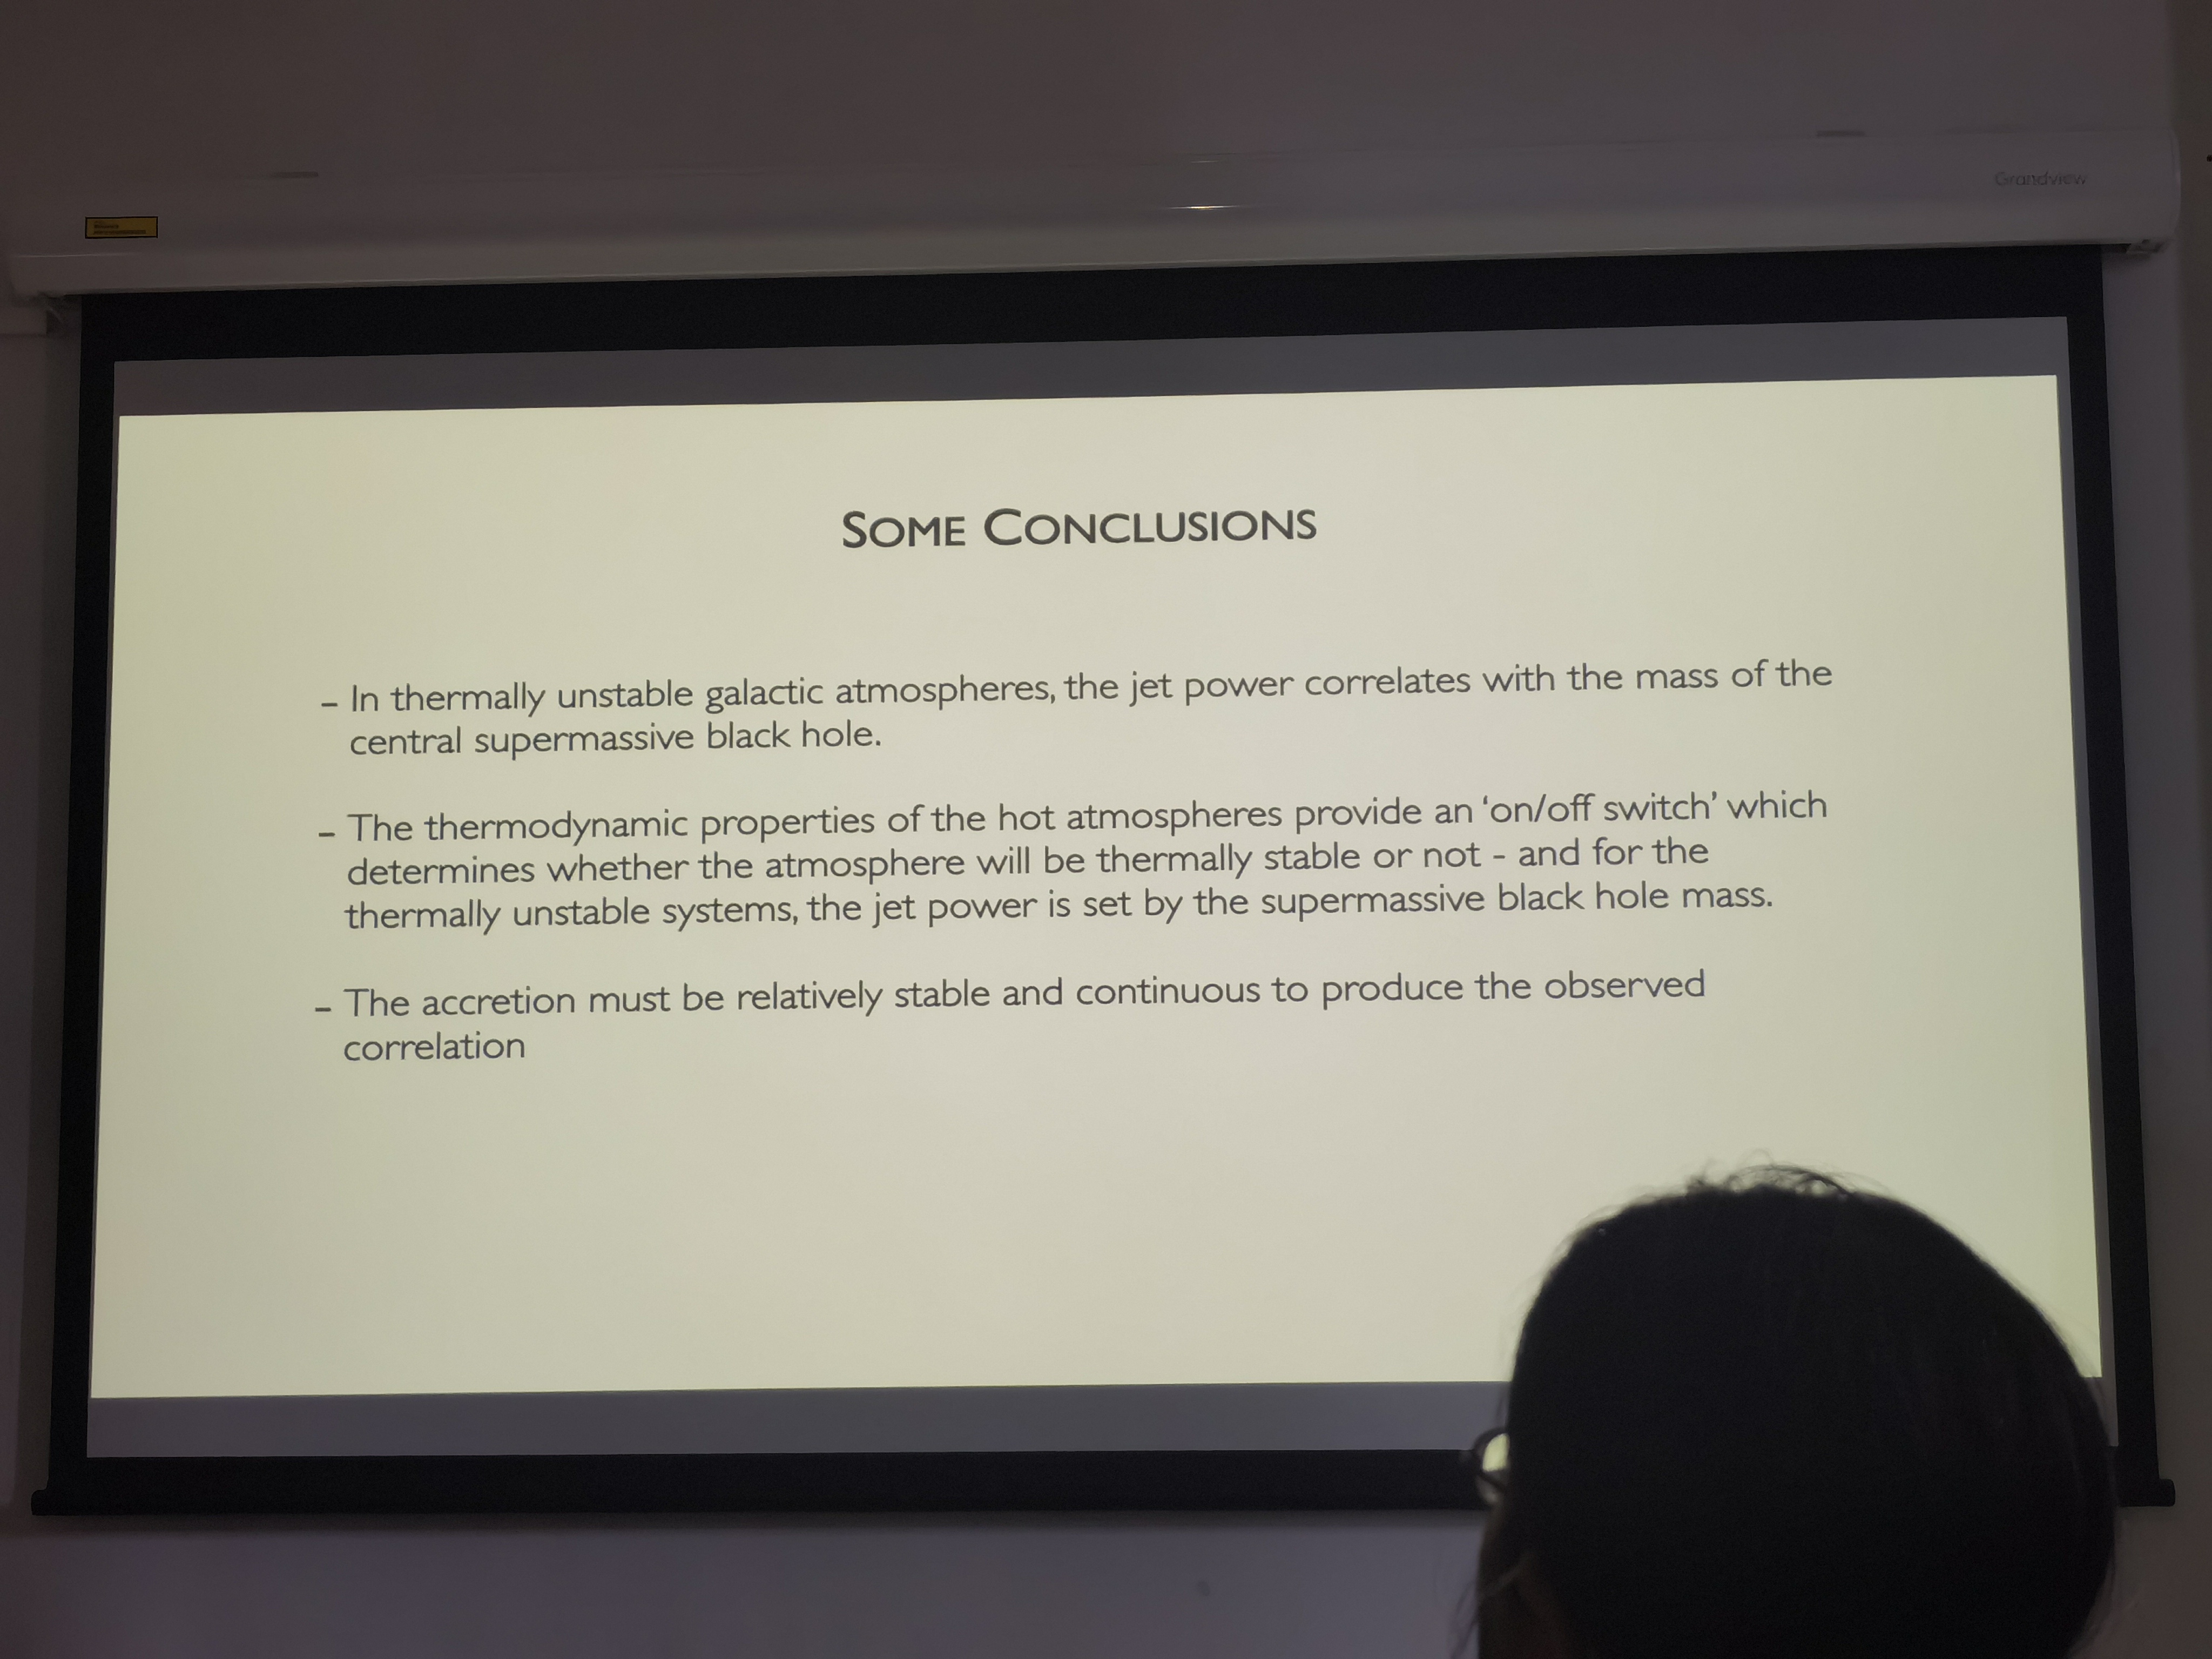 Grandview
SOME CONCLUSIONS
– In thermally unstable galactic atmospheres, the jet power correlates with the mass of the
central supermassive black hole.
– The thermodynamic properties of the hot atmospheres provide an ‘on/off switch’ which
determines whether the atmosphere will be thermally stable or not - and for the
thermally unstable systems, the jet power is set by the supermassive black hole mass.
– The accretion must be relatively stable and continuous to produce the observed
correlation